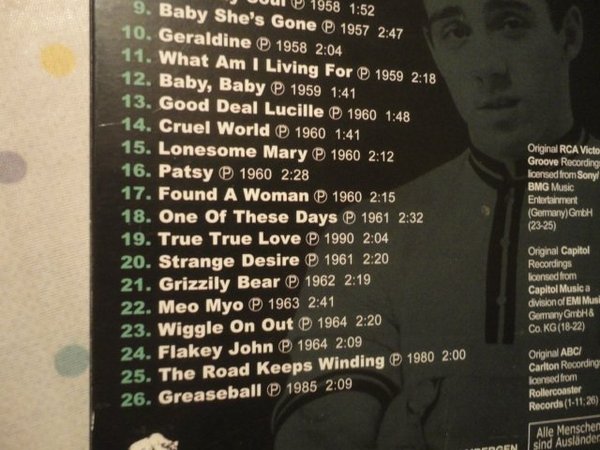 Soul ℗ 1958 1:52
9. Baby She's Gone ℗ 1957 2:47
10. Geraldine ℗ 1958 2:04
11. What Am I Living For ℗ 1959 2:18
12. Baby, Baby ℗ 1959 1:41
13. Good Deal Lucille ℗ 1960 1:48
14. Cruel World ℗ 1960 1:41
15. Lonesome Mary ℗ 1960 2:12
16. Patsy ℗ 1960 2:28
17. Found A Woman ℗ 1960 2:15
18. One Of These Days ℗ 1961 2:32
19. True True Love ℗ 1990 2:04
20. Strange Desire ℗ 1961 2:20
21. Grizzily Bear ℗ 1962 2:19
22. Meo Myo ℗ 1963 2:41
23. Wiggle On Out ℗ 1964 2:20
24. Flakey John ℗ 1964 2:09
25. The Road Keeps Winding ℗ 1980 2:00
26. Greaseball ℗ 1985 2:09
Original RCA Victo
Groove Recordings
licensed from Sony/
BMG Music
Entertainment
(Germany) GmbH
(23-25)
Original Capitol
Recordings
licensed from
Capitol Music a
division of EMI Musi
Germany GmbH &
Co. KG (18-22)
Original ABC/
Carlton Recordings
licensed from
Rollercoaster
Records (1-11; 26)
Alle Menschen
sind Ausländer